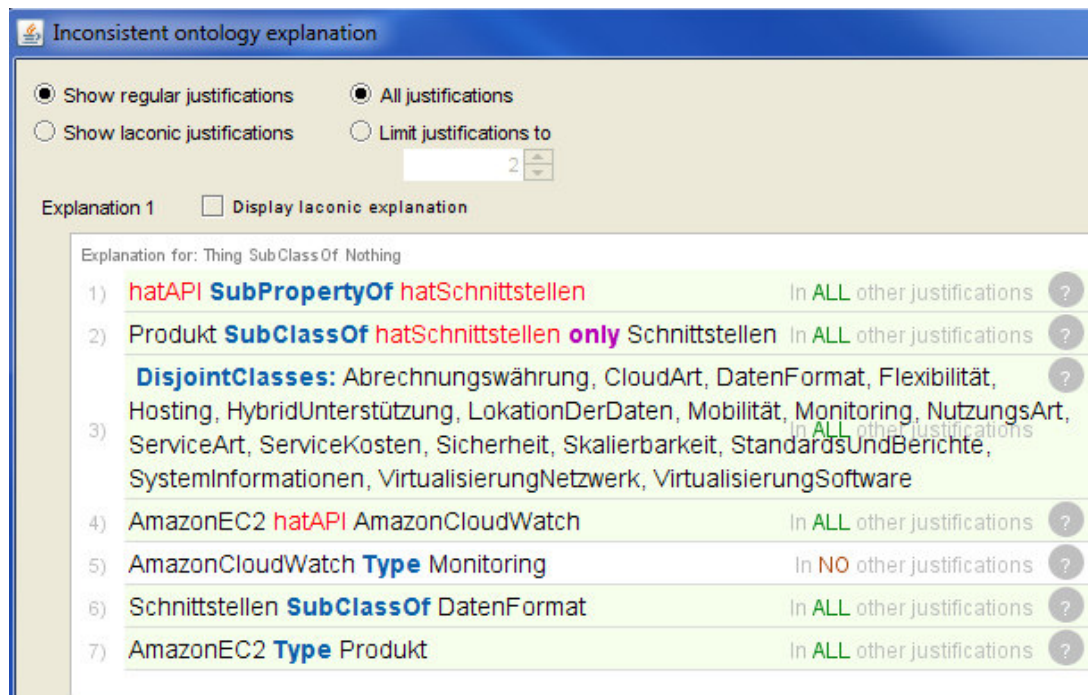 Inconsistent ontology explanation
Show regular justifications All justifications
Show laconic justifications Limit justifications to
2
Explanation 1 Display laconic explanation
Explanation for: Thing SubClassOf Nothing
1) hatAPI SubPropertyOf hatSchnittstellen In ALL other justifications ?
2) Produkt SubClassOf hatSchnittstellen only Schnittstellen In ALL other justifications ?
DisjointClasses: Abrechnungswährung, CloudArt, DatenFormat, Flexibilität, ?
Hosting, HybridUnterstützung, LokationDerDaten, Mobilität, Monitoring, NutzungsArt,
3) In ALL other justifications
ServiceArt, ServiceKosten, Sicherheit, Skalierbarkeit, StandardsUndBerichte,
SystemInformationen, VirtualisierungNetzwerk, VirtualisierungSoftware
4) AmazonEC2 hatAPI AmazonCloudWatch In ALL other justifications ?
5) AmazonCloudWatch Type Monitoring In NO other justifications ?
6) Schnittstellen SubClassOf DatenFormat In ALL other justifications ?
7) AmazonEC2 Type Produkt In ALL other justifications ?